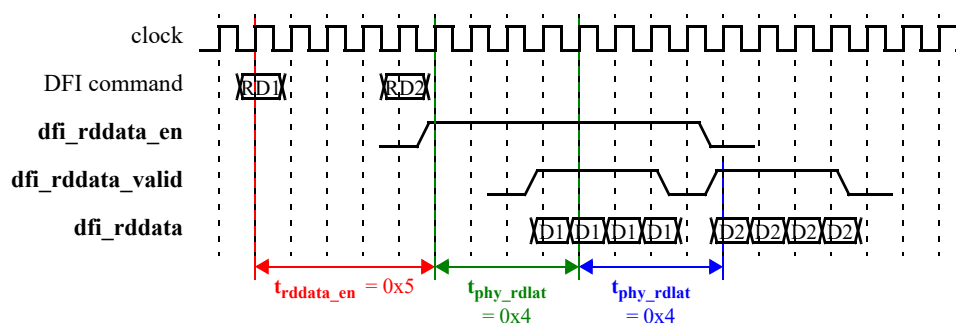 clock
DFI command RD1 RD2
dfi_rddata_en
dfi_rddata_valid
dfi_rddata D1 D1 D1 D1 D2 D2 D2 D2
trddata_en = 0x5 tphy_rdlat tphy_rdlat
= 0x4 = 0x4